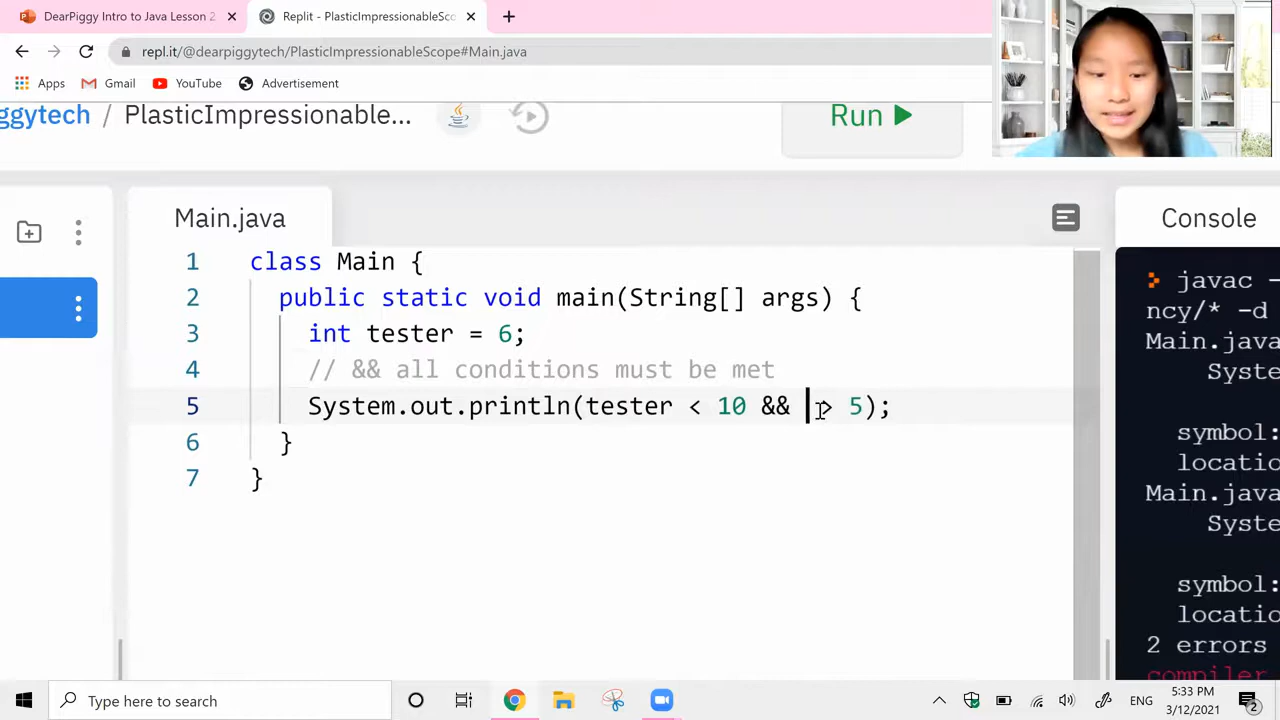 DearPiggy Intro to Java Lesson 2
Replit - PlasticImpressionableSco
repl.it/@dearpiggytech/PlasticImpressionableScope#Main.java
Apps Gmail YouTube Advertisement
ggytech / PlasticImpressionable...
Run
Main.java
Console
1 class Main {
2 public static void main(String[] args) {
3 int tester = 6;
4 // && all conditions must be met
5 System.out.println(tester < 10 && > 5);
6 }
7 }
javac -
ncy/* -d
Main.java
Syste
symbol:
locatio
Main.java
Syste
symbol:
locatio
2 errors
compiler
Type here to search
ENG
5:33 PM
3/12/2021
2